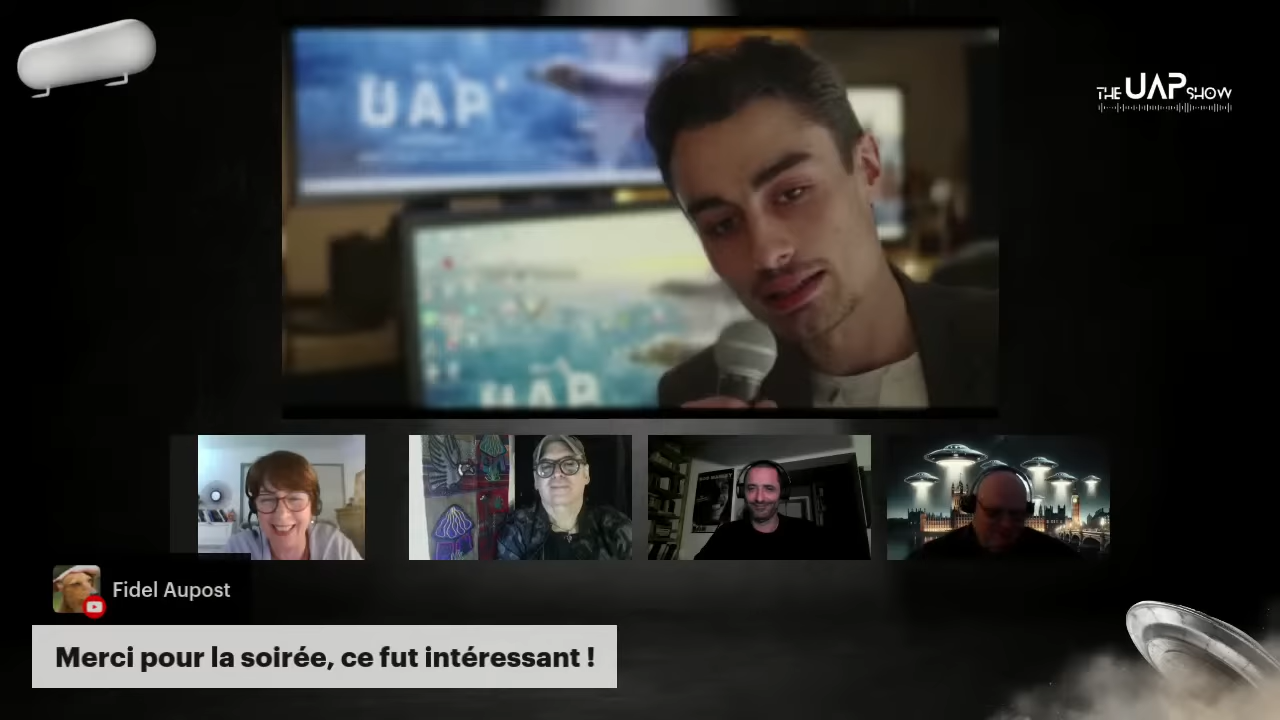 UAP
THE UAP SHOW
UAP
Fidel Aupost
Merci pour la soirée, ce fut intéressant !